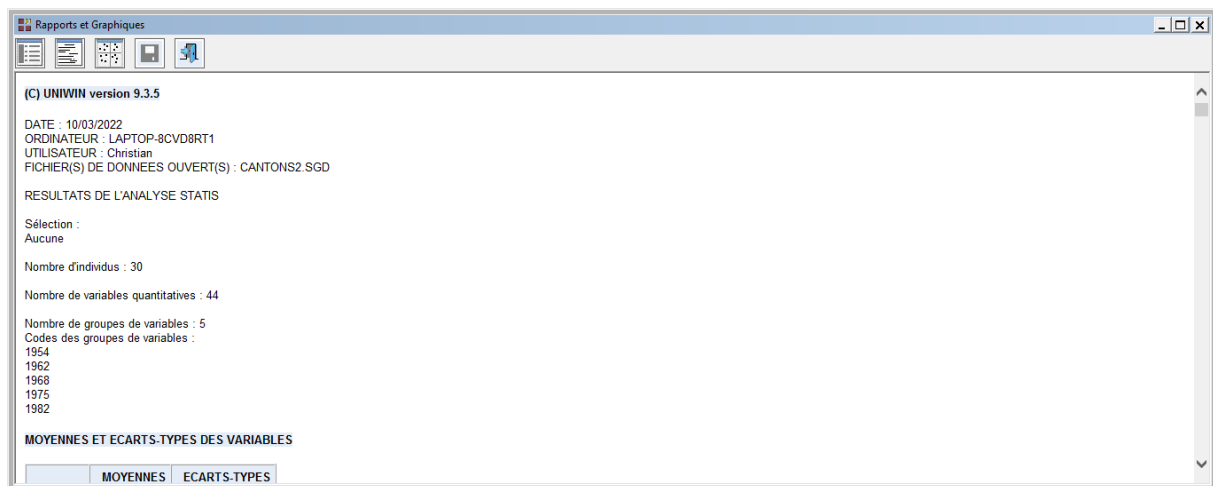 Rapports et Graphiques
(C) UNIWIN version 9.3.5
DATE : 10/03/2022
ORDINATEUR : LAPTOP-8CVD8RT1
UTILISATEUR : Christian
FICHIER(S) DE DONNEES OUVERT(S) : CANTONS2.SGD
RESULTATS DE L'ANALYSE STATIS
Sélection :
Aucune
Nombre d'individus : 30
Nombre de variables quantitatives : 44
Nombre de groupes de variables : 5
Codes des groupes de variables :
1954
1962
1968
1975
1982
MOYENNES ET ECARTS-TYPES DES VARIABLES
MOYENNES ECARTS-TYPES